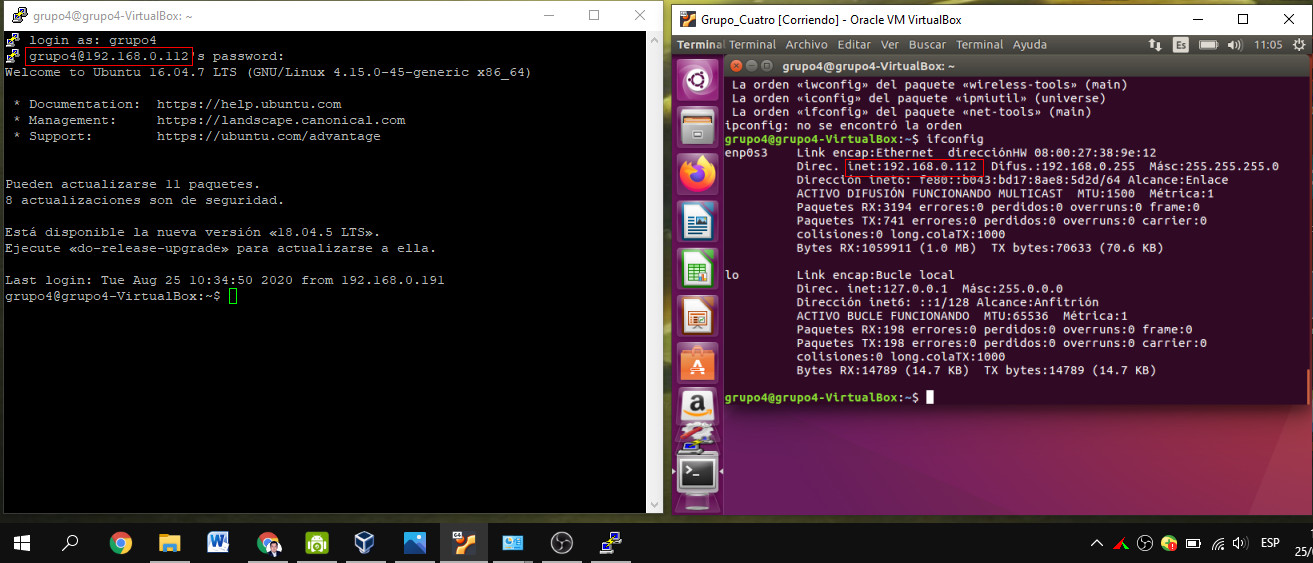 grupo4@grupo4-VirtualBox: ~
login as: grupo4
grupo4@192.168.0.112's password:
Welcome to Ubuntu 16.04.7 LTS (GNU/Linux 4.15.0-45-generic x86_64)
* Documentation:  https://help.ubuntu.com
* Management:     https://landscape.canonical.com
* Support:        https://ubuntu.com/advantage
Pueden actualizarse 11 paquetes.
8 actualizaciones son de seguridad.
Está disponible la nueva versión «18.04.5 LTS».
Ejecute «do-release-upgrade» para actualizarse a ella.
Last login: Tue Aug 25 10:34:50 2020 from 192.168.0.191
grupo4@grupo4-VirtualBox:~$
Grupo_Cuatro [Corriendo] - Oracle VM VirtualBox
Terminal Terminal Archivo Editar Ver Buscar Terminal Ayuda Es 11:05
grupo4@grupo4-VirtualBox: ~
La orden «iwconfig» del paquete «wireless-tools» (main)
La orden «iconfig» del paquete «ipmiutil» (universe)
La orden «ifconfig» del paquete «net-tools» (main)
ipconfig: no se encontró la orden
grupo4@grupo4-VirtualBox:~$ ifconfig
enp0s3    Link encap:Ethernet  direcciónHW 08:00:27:38:9e:12
Direc. inet:192.168.0.112  Difus.:192.168.0.255  Másc:255.255.255.0
Dirección inet6: fe80::b043:bd17:8ae8:5d2d/64 Alcance:Enlace
ACTIVO DIFUSIÓN FUNCIONANDO MULTICAST  MTU:1500  Métrica:1
Paquetes RX:3194 errores:0 perdidos:0 overruns:0 frame:0
Paquetes TX:741 errores:0 perdidos:0 overruns:0 carrier:0
colisiones:0 long.colaTX:1000
Bytes RX:1059911 (1.0 MB)  TX bytes:70633 (70.6 KB)
lo        Link encap:Bucle local
Direc. inet:127.0.0.1  Másc:255.0.0.0
Dirección inet6: ::1/128 Alcance:Anfitrión
ACTIVO BUCLE FUNCIONANDO  MTU:65536  Métrica:1
Paquetes RX:198 errores:0 perdidos:0 overruns:0 frame:0
Paquetes TX:198 errores:0 perdidos:0 overruns:0 carrier:0
colisiones:0 long.colaTX:1000
Bytes RX:14789 (14.7 KB)  TX bytes:14789 (14.7 KB)
grupo4@grupo4-VirtualBox:~$
ESP
25/